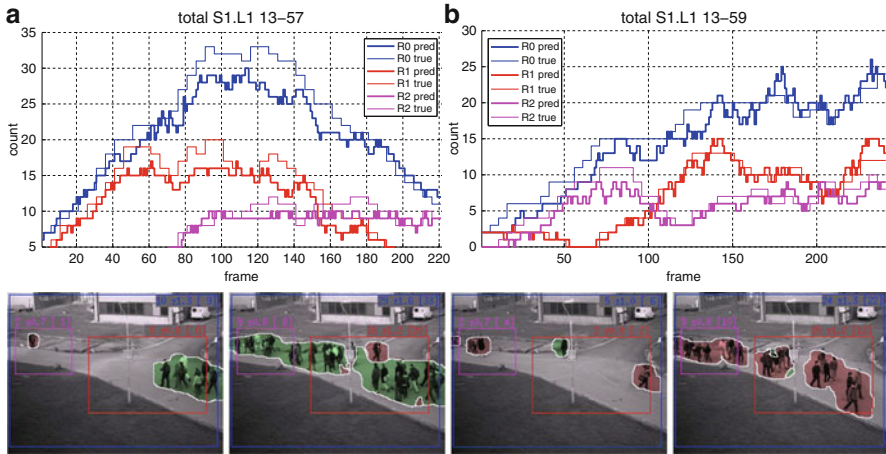 a
total S1.L1 13–57
35
30
25
20
15
10
5
count
20 40 60 80 100 120 140 160 180 200 220
frame
R0 pred
R0 true
R1 pred
R1 true
R2 pred
R2 true
b
total S1.L1 13–59
30
25
20
15
10
5
0
count
50 100 150 200
frame
R0 pred
R0 true
R1 pred
R1 true
R2 pred
R2 true